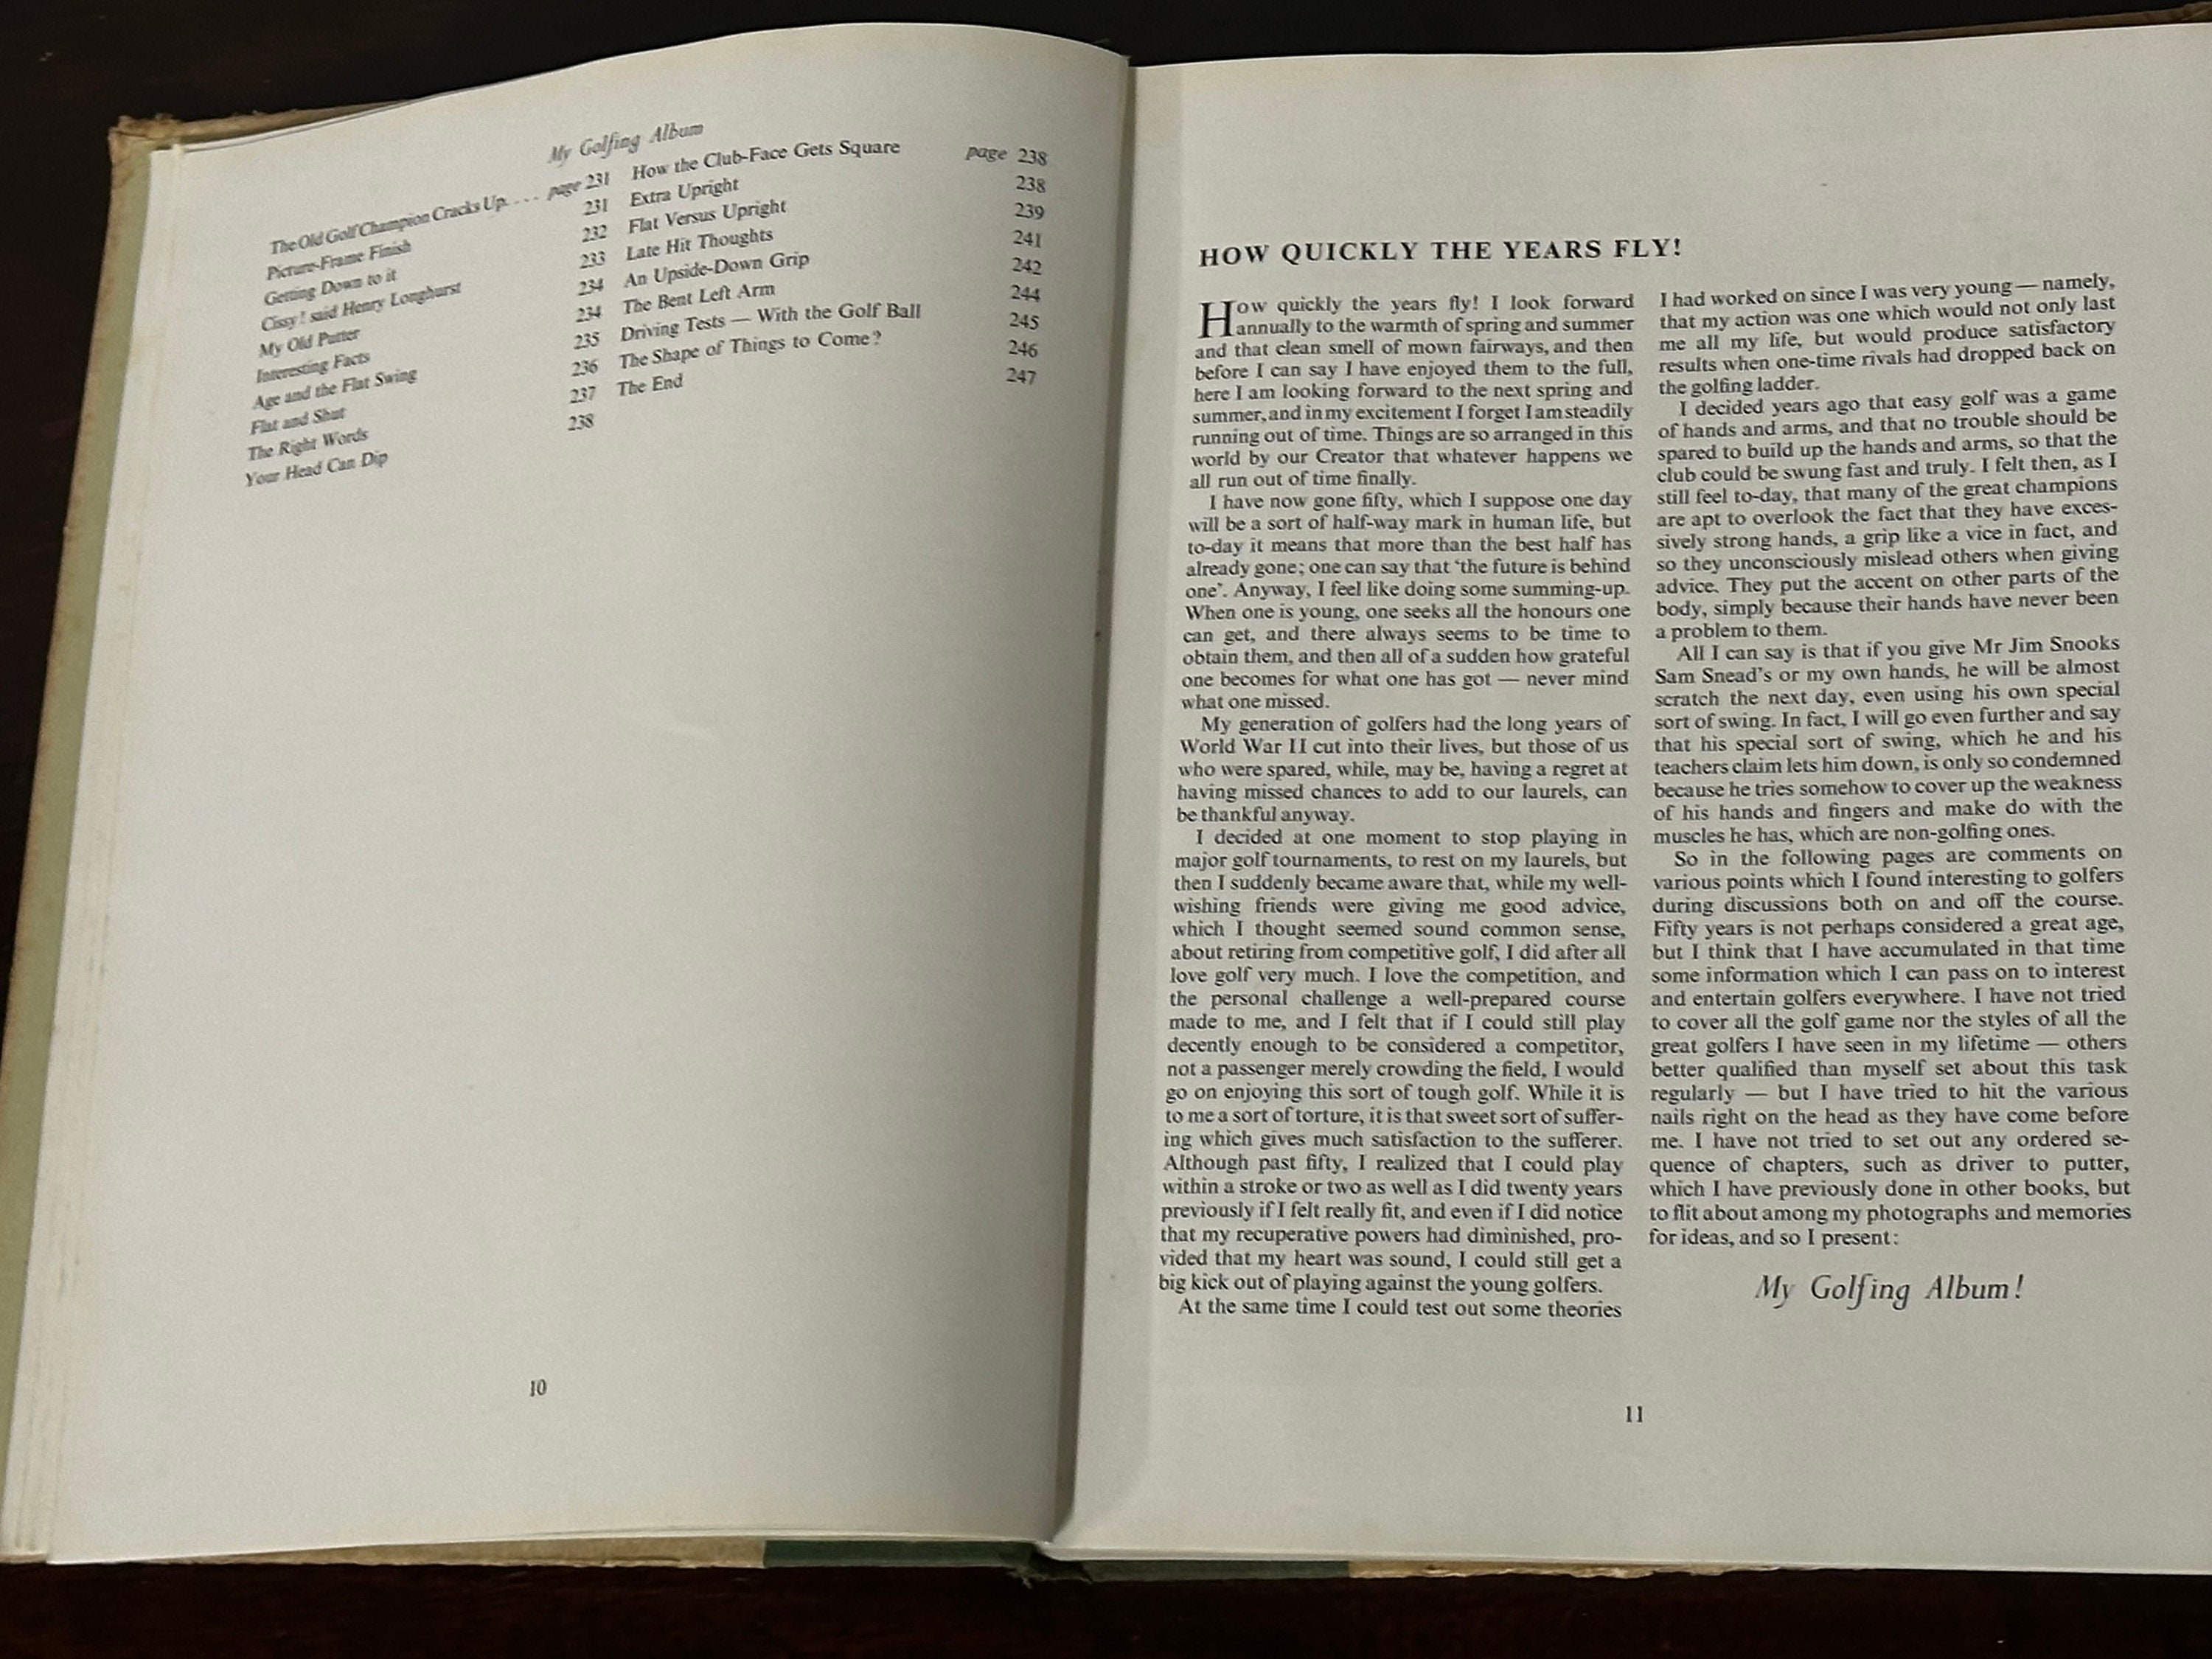 My Golfing Album
The Old Golf Champion Cracks Up. . . . page 231
Picture-Frame Finish 231
Getting Down to it 232
Cissy! said Henry Longhurst 233
My Old Putter 234
Interesting Facts 234
Age and the Flat Swing 235
Flat and Shut 236
The Right Words 237
Your Head Can Dip 238
How the Club-Face Gets Square page 238
Extra Upright 238
Flat Versus Upright 239
Late Hit Thoughts 241
An Upside-Down Grip 242
The Bent Left Arm 244
Driving Tests — With the Golf Ball 245
The Shape of Things to Come? 246
The End 247
10
HOW QUICKLY THE YEARS FLY!
How quickly the years fly! I look forward
annually to the warmth of spring and summer
and that clean smell of mown fairways, and then
before I can say I have enjoyed them to the full,
here I am looking forward to the next spring and
summer, and in my excitement I forget I am steadily
running out of time. Things are so arranged in this
world by our Creator that whatever happens we
all run out of time finally.
I have now gone fifty, which I suppose one day
will be a sort of half-way mark in human life, but
to-day it means that more than the best half has
already gone; one can say that 'the future is behind
one'. Anyway, I feel like doing some summing-up.
When one is young, one seeks all the honours one
can get, and there always seems to be time to
obtain them, and then all of a sudden how grateful
one becomes for what one has got — never mind
what one missed.
My generation of golfers had the long years of
World War II cut into their lives, but those of us
who were spared, while, may be, having a regret at
having missed chances to add to our laurels, can
be thankful anyway.
I decided at one moment to stop playing in
major golf tournaments, to rest on my laurels, but
then I suddenly became aware that, while my well-
wishing friends were giving me good advice,
which I thought seemed sound common sense,
about retiring from competitive golf, I did after all
love golf very much. I love the competition, and
the personal challenge a well-prepared course
made to me, and I felt that if I could still play
decently enough to be considered a competitor,
not a passenger merely crowding the field, I would
go on enjoying this sort of tough golf. While it is
to me a sort of torture, it is that sweet sort of suffer-
ing which gives much satisfaction to the sufferer.
Although past fifty, I realized that I could play
within a stroke or two as well as I did twenty years
previously if I felt really fit, and even if I did notice
that my recuperative powers had diminished, pro-
vided that my heart was sound, I could still get a
big kick out of playing against the young golfers.
At the same time I could test out some theories
I had worked on since I was very young — namely,
that my action was one which would not only last
me all my life, but would produce satisfactory
results when one-time rivals had dropped back on
the golfing ladder.
I decided years ago that easy golf was a game
of hands and arms, and that no trouble should be
spared to build up the hands and arms, so that the
club could be swung fast and truly. I felt then, as I
still feel to-day, that many of the great champions
are apt to overlook the fact that they have exces-
sively strong hands, a grip like a vice in fact, and
so they unconsciously mislead others when giving
advice. They put the accent on other parts of the
body, simply because their hands have never been
a problem to them.
All I can say is that if you give Mr Jim Snooks
Sam Snead's or my own hands, he will be almost
scratch the next day, even using his own special
sort of swing. In fact, I will go even further and say
that his special sort of swing, which he and his
teachers claim lets him down, is only so condemned
because he tries somehow to cover up the weakness
of his hands and fingers and make do with the
muscles he has, which are non-golfing ones.
So in the following pages are comments on
various points which I found interesting to golfers
during discussions both on and off the course.
Fifty years is not perhaps considered a great age,
but I think that I have accumulated in that time
some information which I can pass on to interest
and entertain golfers everywhere. I have not tried
to cover all the golf game nor the styles of all the
great golfers I have seen in my lifetime — others
better qualified than myself set about this task
regularly — but I have tried to hit the various
nails right on the head as they have come before
me. I have not tried to set out any ordered se-
quence of chapters, such as driver to putter,
which I have previously done in other books, but
to flit about among my photographs and memories
for ideas, and so I present:
My Golfing Album!
11